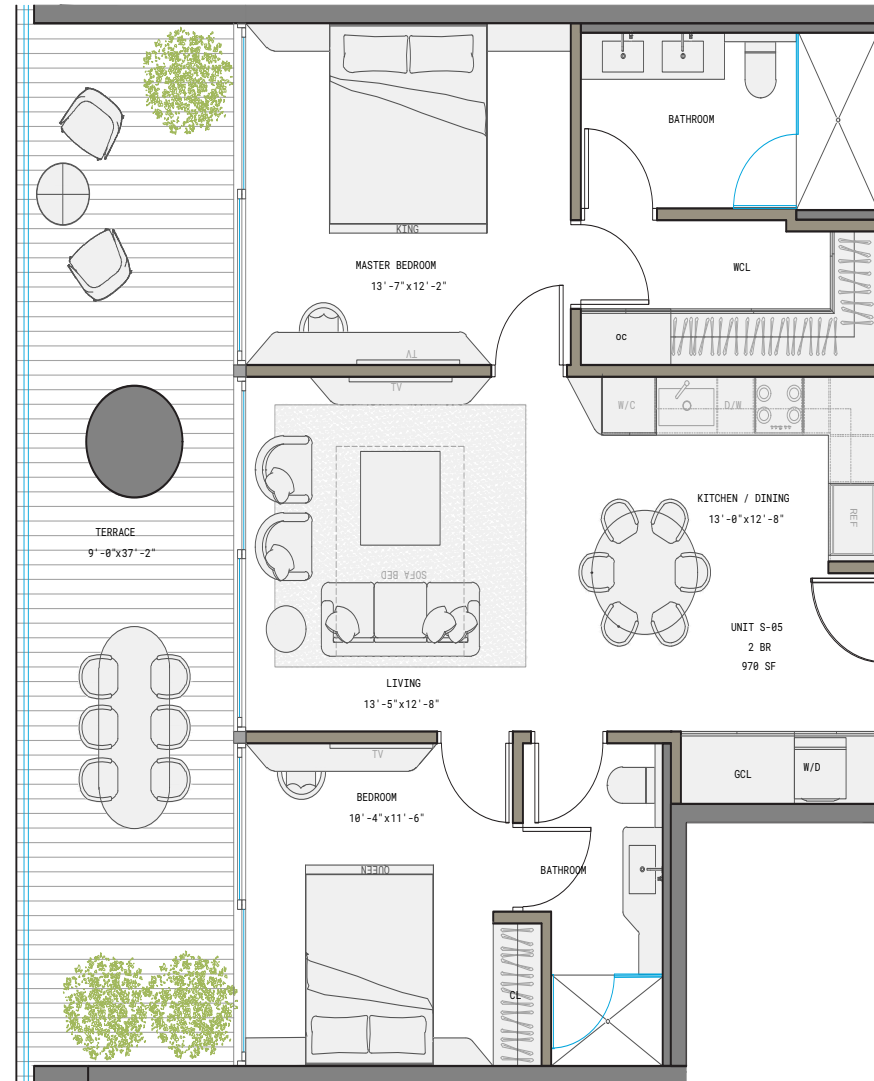 BATHROOM
KING
MASTER BEDROOM
13'-7"x12'-2"
WCL
OC
TV
TV
W/C
D/W
KITCHEN / DINING
13'-0"x12'-8"
REF
TERRACE
9'-0"x37'-2"
SOFA BED
UNIT S-05
2 BR
970 SF
LIVING
13'-5"x12'-8"
TV
GCL
W/D
BEDROOM
10'-4"x11'-6"
QUEEN
BATHROOM
CL